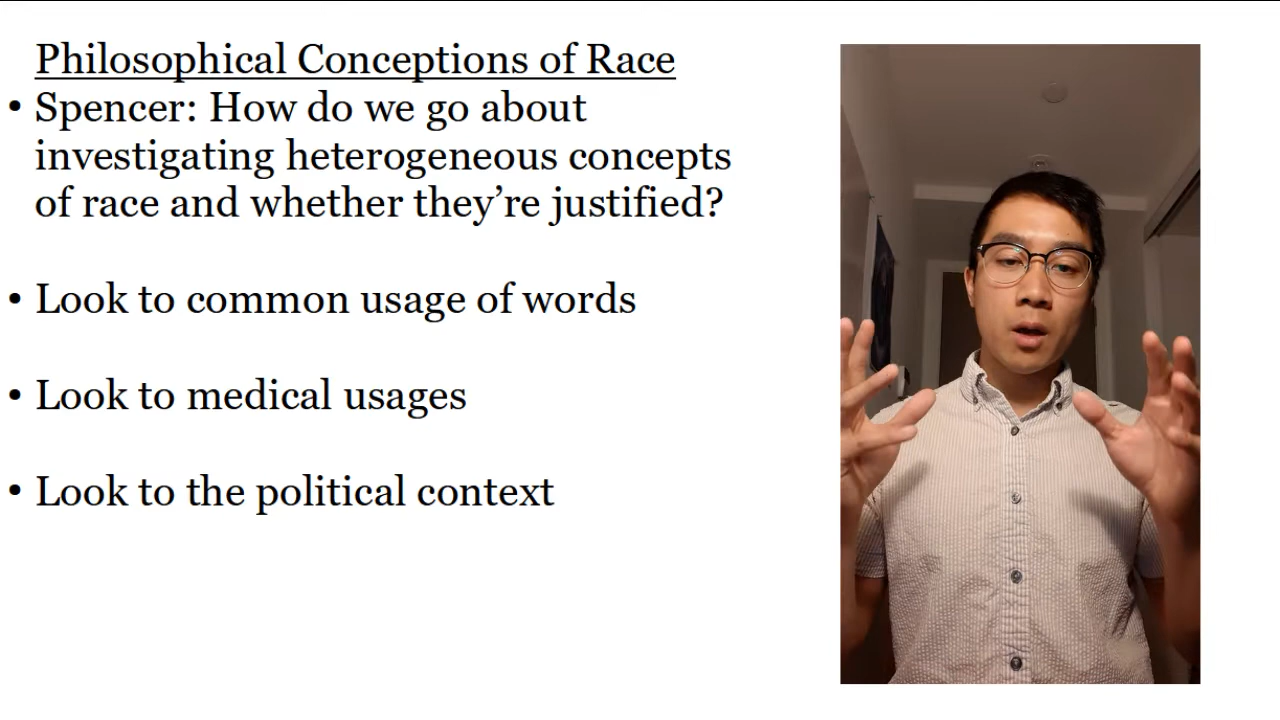 Philosophical Conceptions of Race
• Spencer: How do we go about
investigating heterogeneous concepts
of race and whether they’re justified?
• Look to common usage of words
• Look to medical usages
• Look to the political context